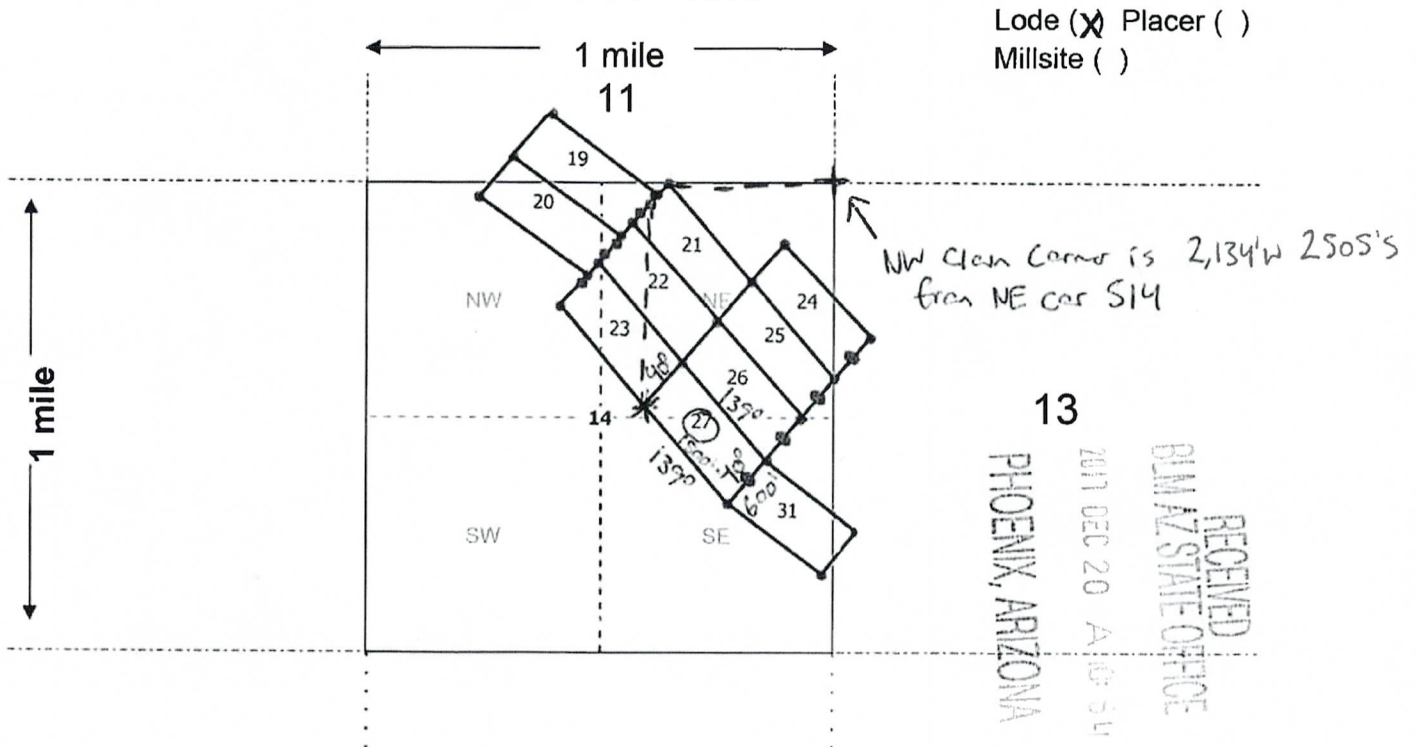 Lode (X) Placer ( )
Millsite ( )
1 mile
11
19
20
21
NW Clam Corner is 2,134'W 2505'S
from NE cor S14
22
NE
24
NW
23
25
1 mile
26
1390
13
14
27
1390
600'
31
SW
SE
RECEIVED
BLM AZ STATE OFFICE
2017 DEC 20 A
PHOENIX, ARIZONA